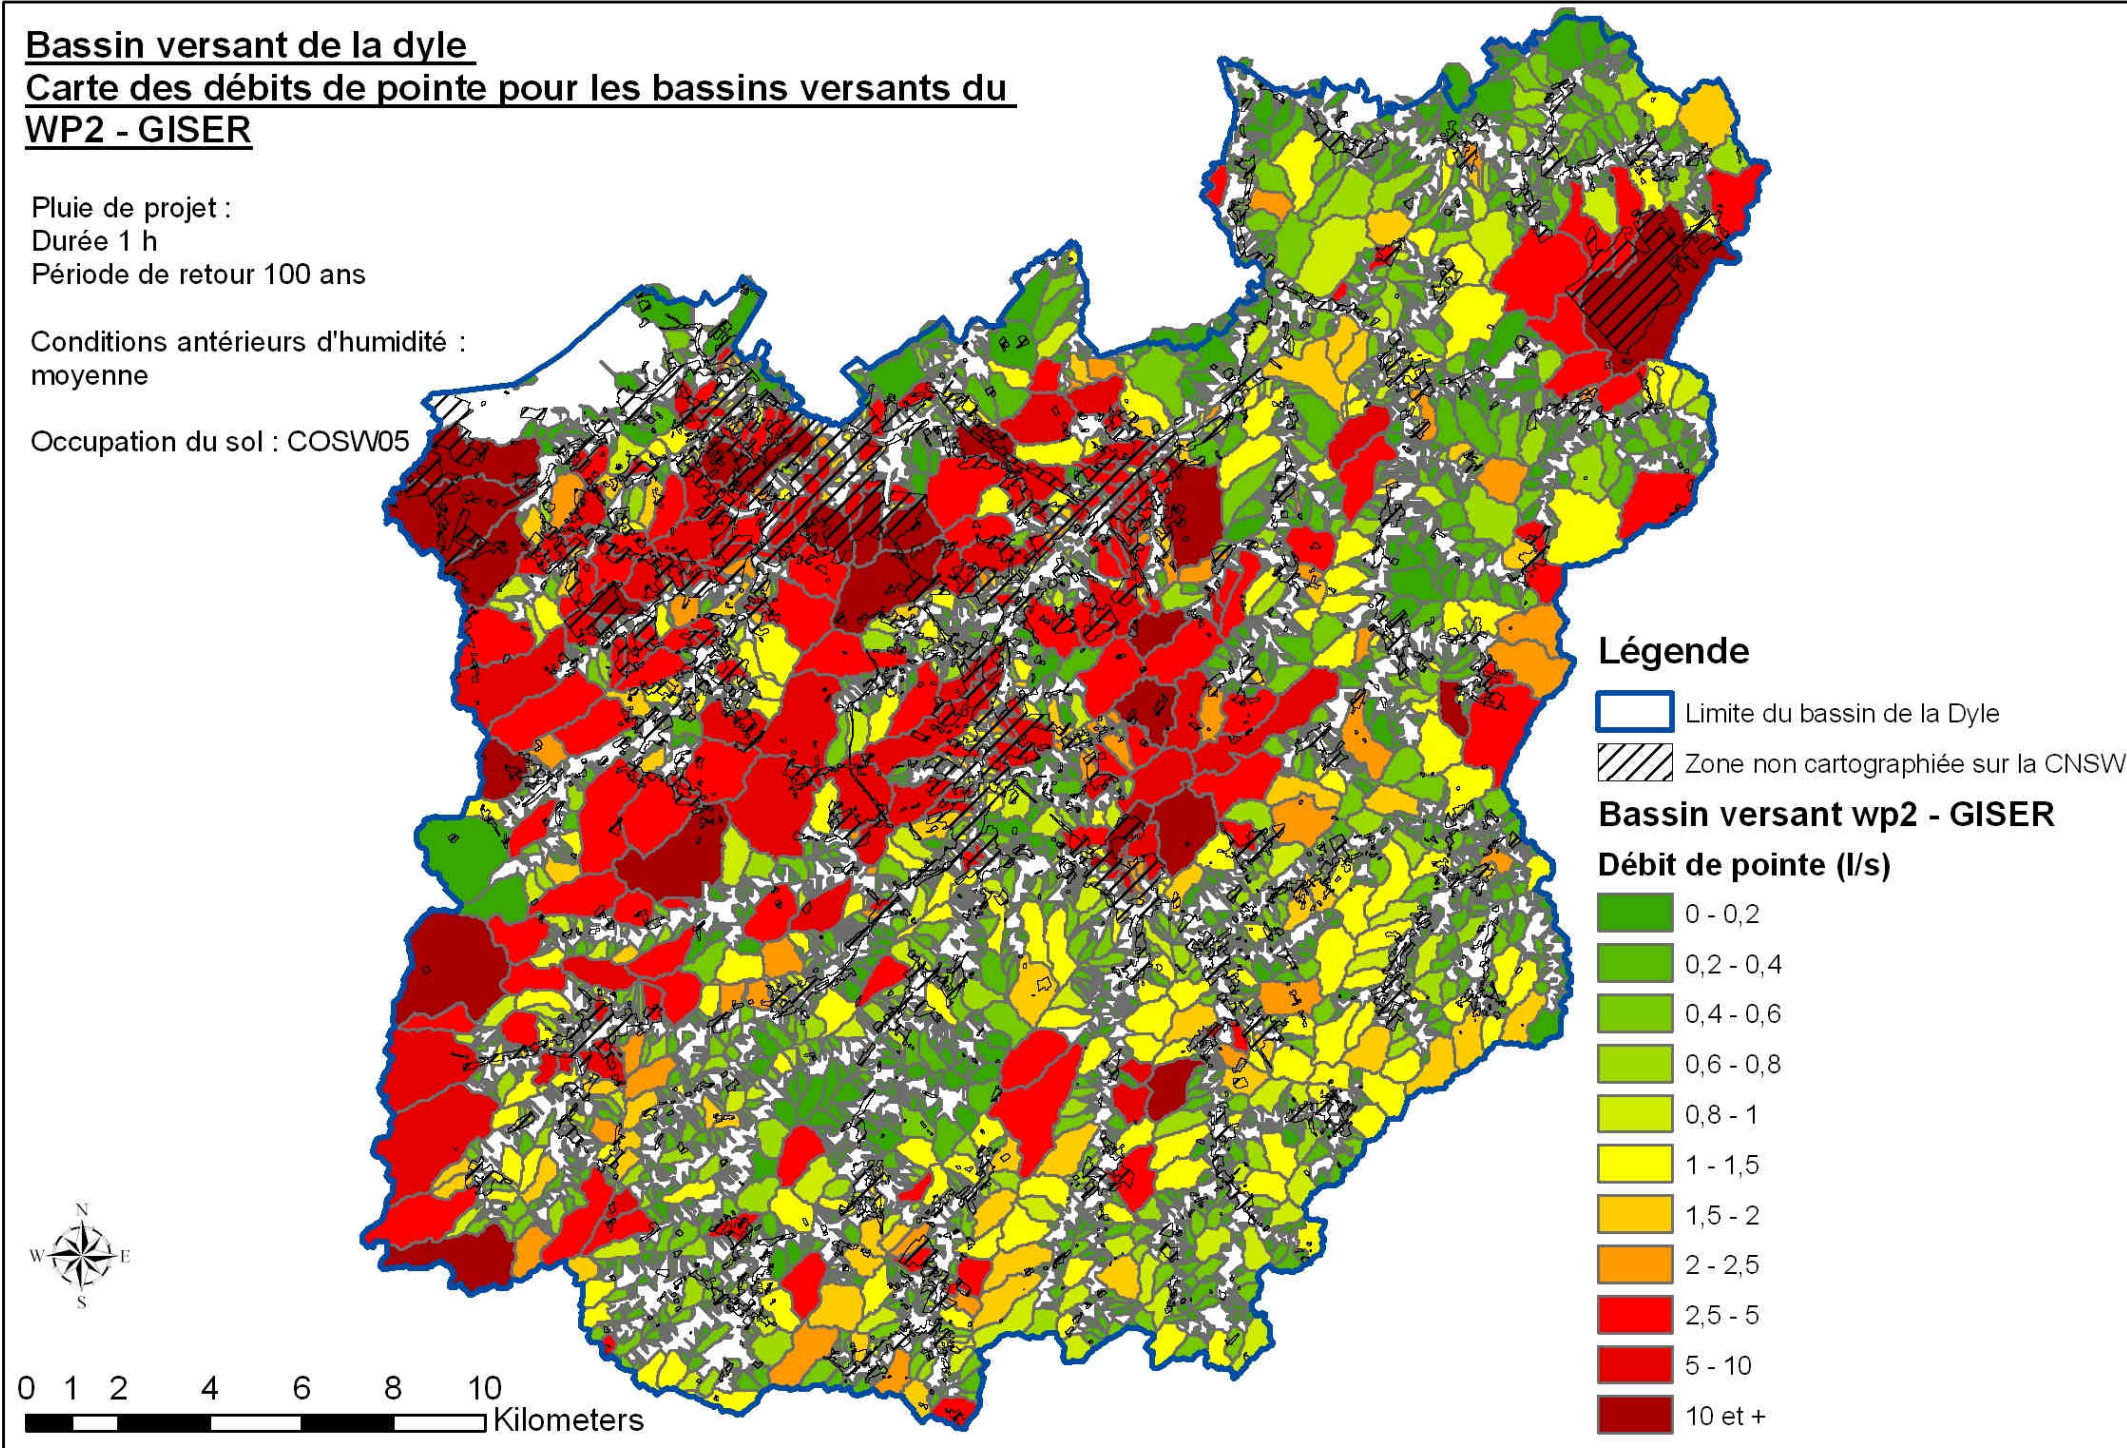 Bassin versant de la dyle
Carte des débits de pointe pour les bassins versants du
WP2 - GISER
Pluie de projet :
Durée 1 h
Période de retour 100 ans
Conditions antérieurs d'humidité :
moyenne
Occupation du sol : COSW05
Légende
Limite du bassin de la Dyle
Zone non cartographiée sur la CNSW
Bassin versant wp2 - GISER
Débit de pointe (l/s)
0 - 0,2
0,2 - 0,4
0,4 - 0,6
0,6 - 0,8
0,8 - 1
1 - 1,5
1,5 - 2
2 - 2,5
2,5 - 5
5 - 10
10 et +
N
W E
S
0 1 2 4 6 8 10
Kilometers